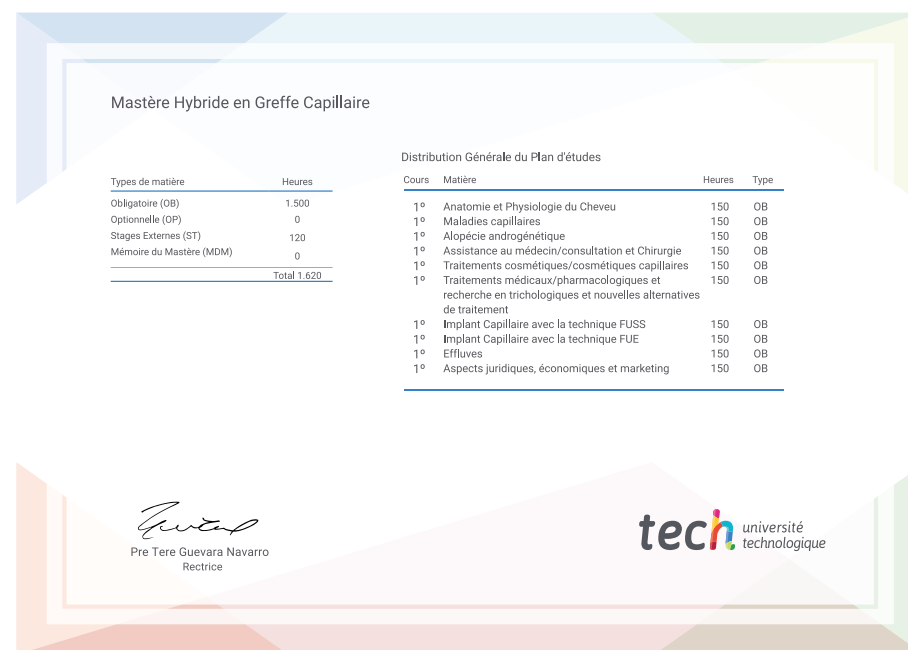 Mastère Hybride en Greffe Capillaire
Types de matière Heures
Obligatoire (OB) 1.500
Optionnelle (OP) 0
Stages Externes (ST) 120
Mémoire du Mastère (MDM) 0
Total 1.620
Distribution Générale du Plan d'études
Cours Matière Heures Type
1º Anatomie et Physiologie du Cheveu 150 OB
1º Maladies capillaires 150 OB
1º Alopécie androgénétique 150 OB
1º Assistance au médecin/consultation et Chirurgie 150 OB
1º Traitements cosmétiques/cosmétiques capillaires 150 OB
1º Traitements médicaux/pharmacologiques et 150 OB
recherche en trichologiques et nouvelles alternatives
de traitement
1º Implant Capillaire avec la technique FUSS 150 OB
1º Implant Capillaire avec la technique FUE 150 OB
1º Effluves 150 OB
1º Aspects juridiques, économiques et marketing 150 OB
Pre Tere Guevara Navarro
Rectrice
tech université
technologique